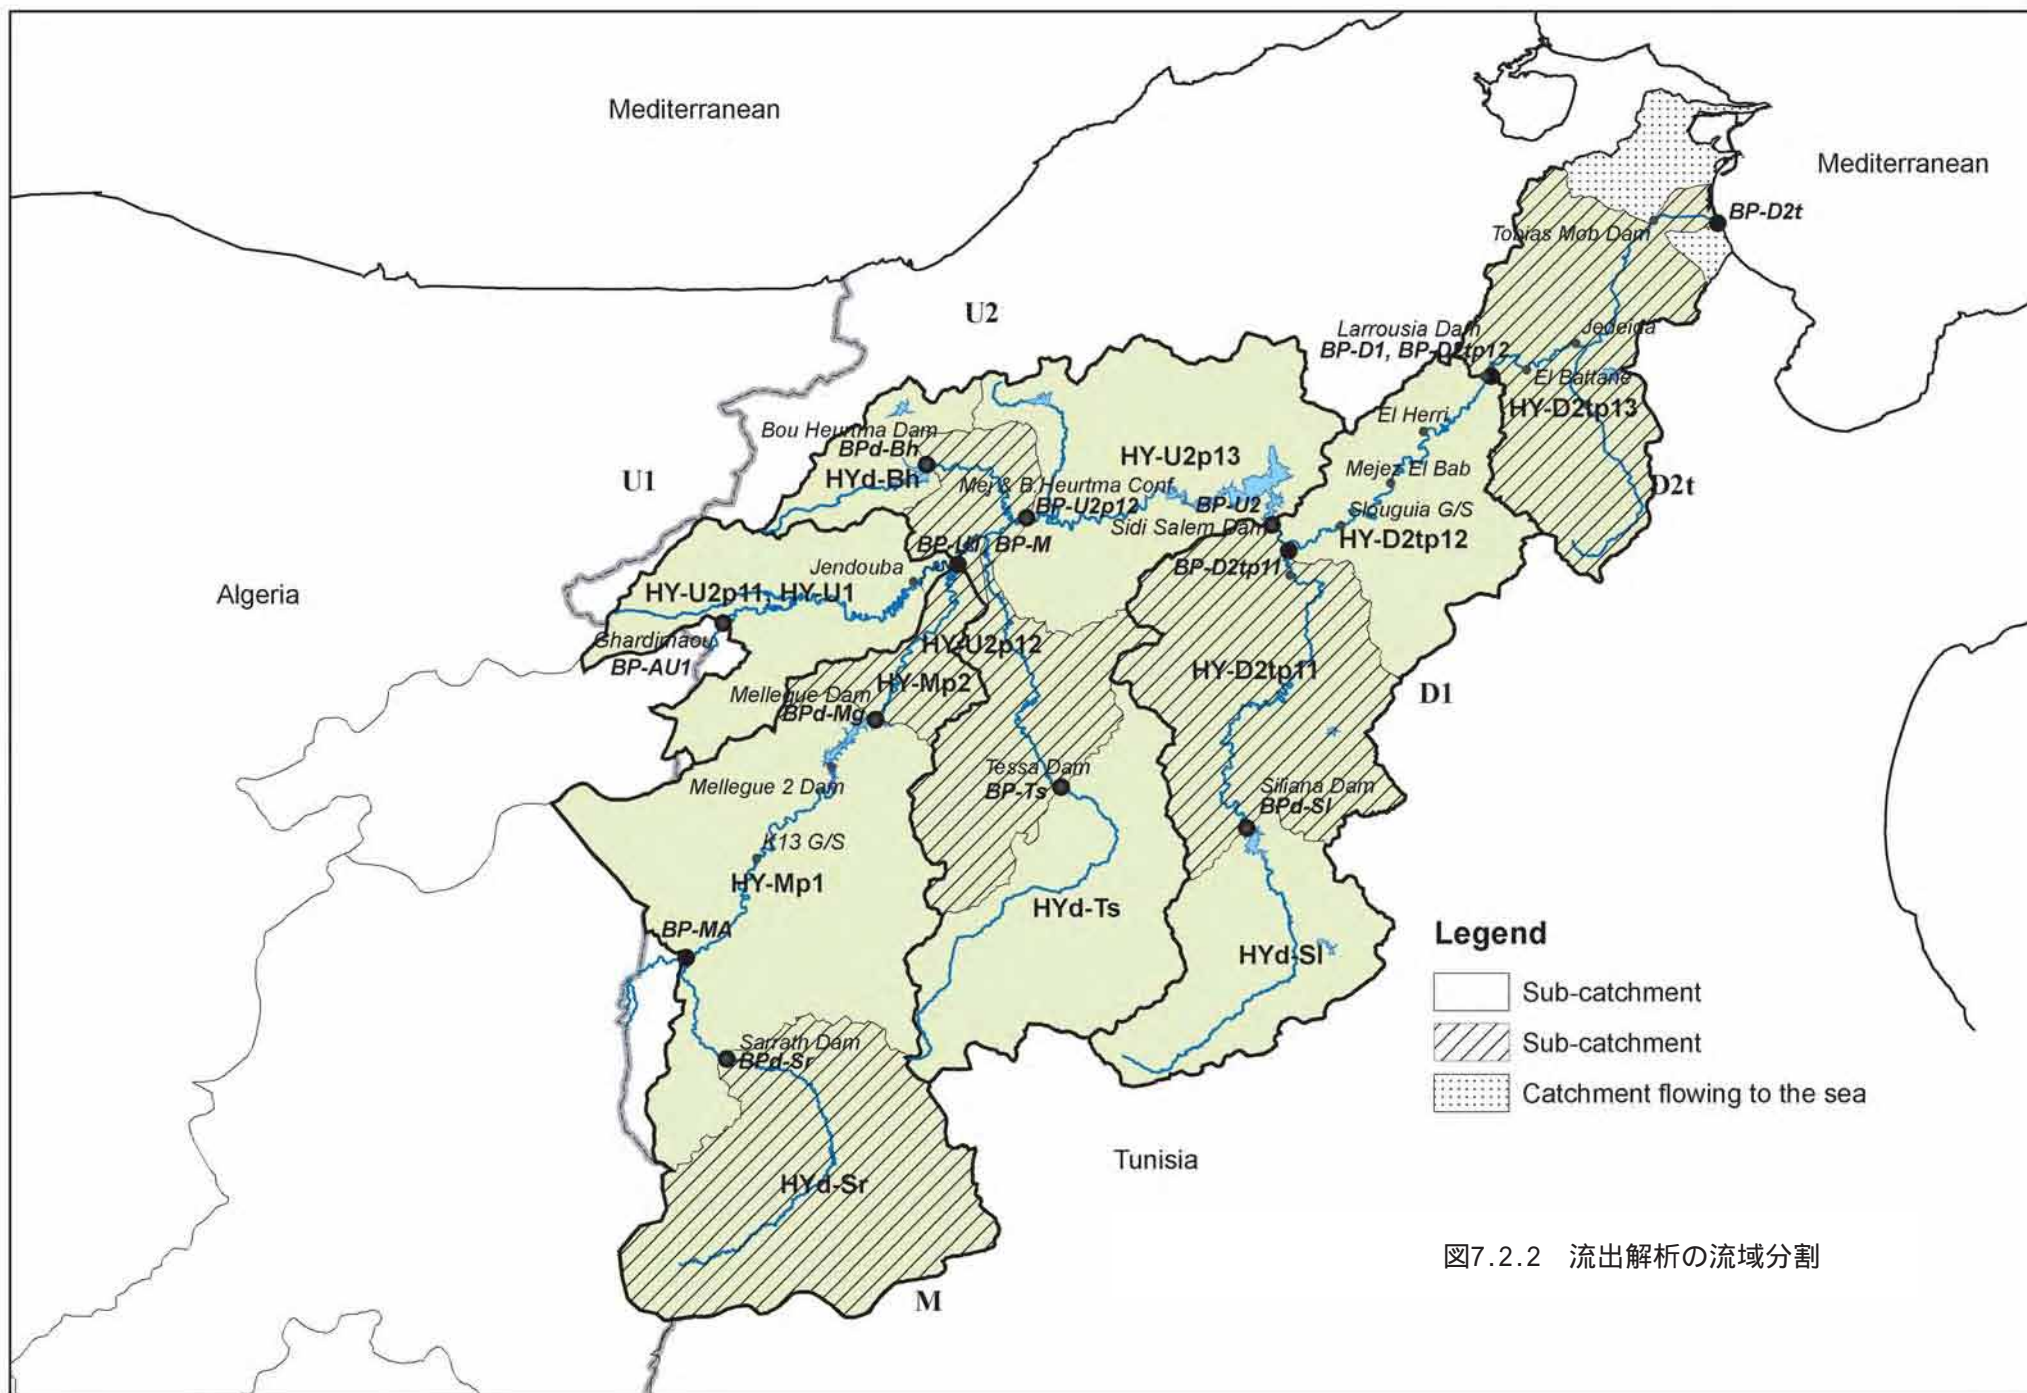 Mediterranean
Mediterranean
BP-D2t
Tobias Mob Dam
U2
Larrousia Dam
BP-D1, BP-D2tp12
Jedeida
El Battane
HY-D2tp13
El Herri
Bou Heurtma Dam
BPd-Bh
HYd-Bh
HY-U2p13
Mejez El Bab
U1
D2t
Mej & B.Heurtma Conf
BP-U2p12
BP-U2
Slouguia G/S
Sidi Salem Dam
HY-D2tp12
BP-U1, BP-M
Jendouba
BP-D2tp11
Algeria
HY-U2p11, HY-U1
Ghardimaou
BP-AU1
HY-U2p12
HY-Mp2
HY-D2tp11
D1
Mellegue Dam
BPd-Mg
Mellegue 2 Dam
Tessa Dam
BP-Ts
Siliana Dam
BPd-Sl
K13 G/S
HY-Mp1
HYd-Ts
BP-MA
HYd-Sl
Legend
Sub-catchment
Sub-catchment
Catchment flowing to the sea
Sarrath Dam
BPd-Sr
Tunisia
HYd-Sr
M
図7.2.2 流出解析の流域分割